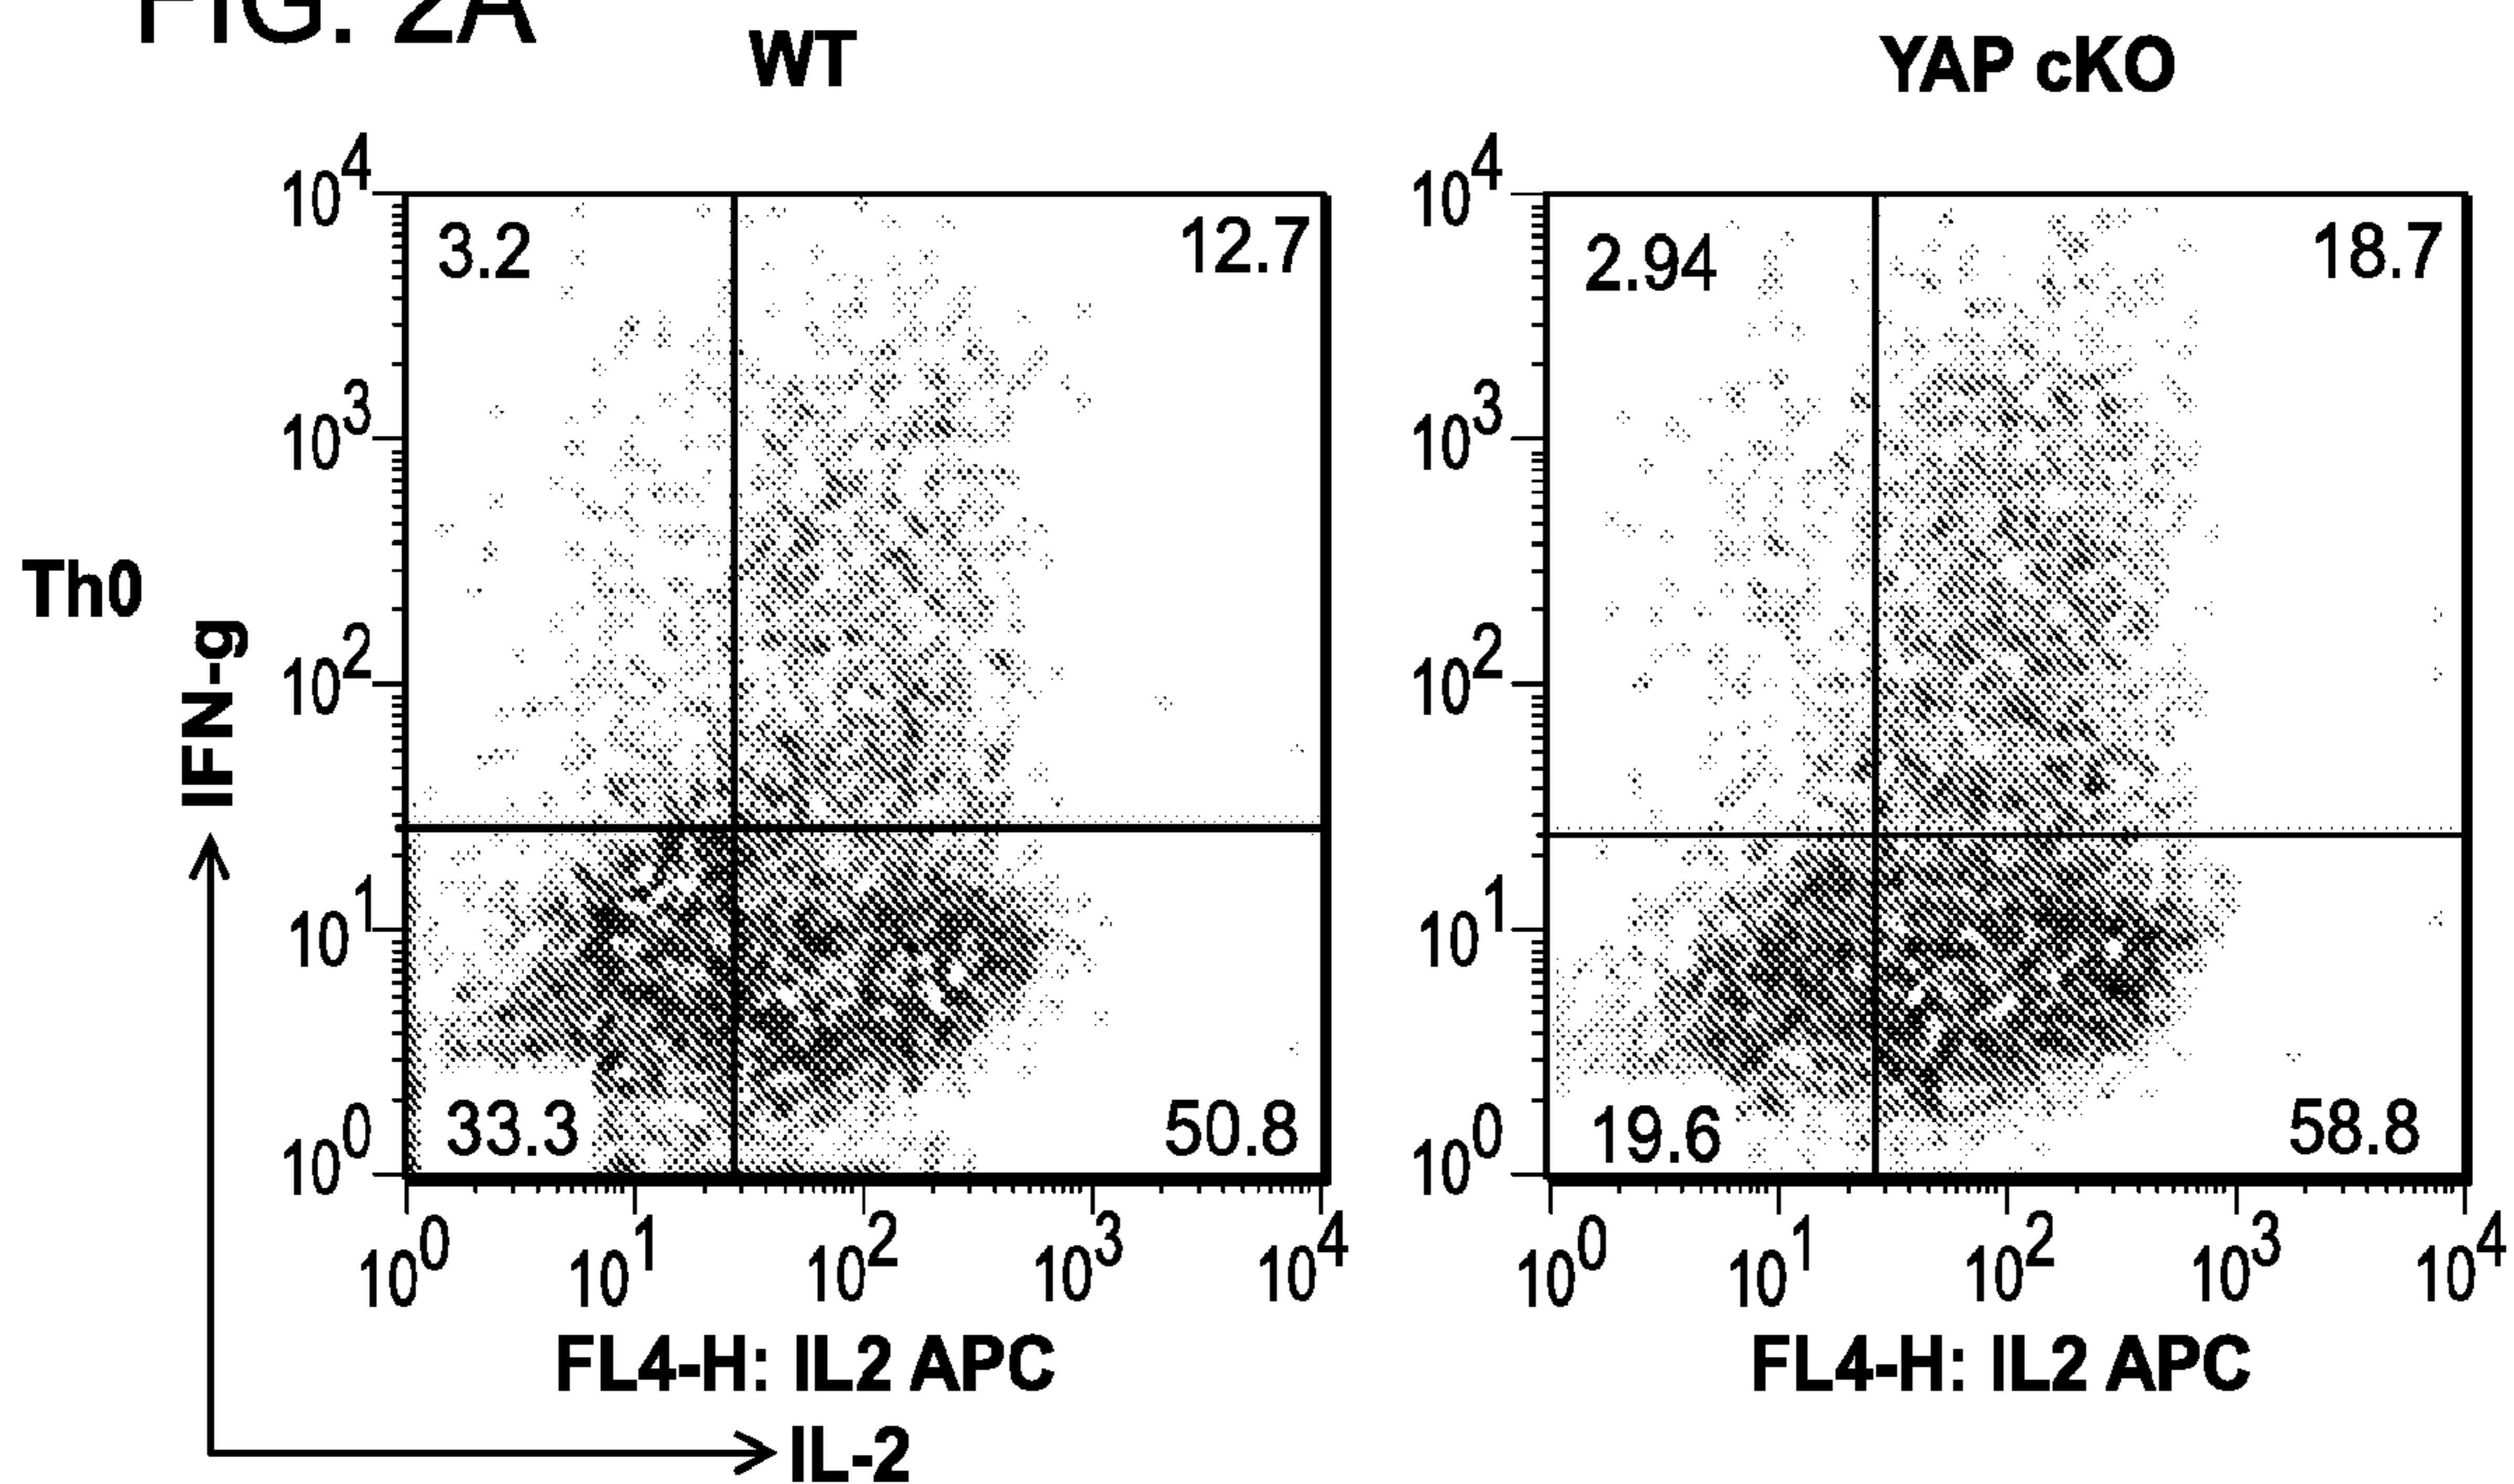 FIG. 2A
WT
YAP cKO
Th0
IFN-g
10^4
10^3
10^2
10^1
10^0
3.2
12.7
33.3
50.8
10^0 10^1 10^2 10^3 10^4
FL4-H: IL2 APC
10^4
10^3
10^2
10^1
10^0
2.94
18.7
19.6
58.8
10^0 10^1 10^2 10^3 10^4
FL4-H: IL2 APC
IL-2